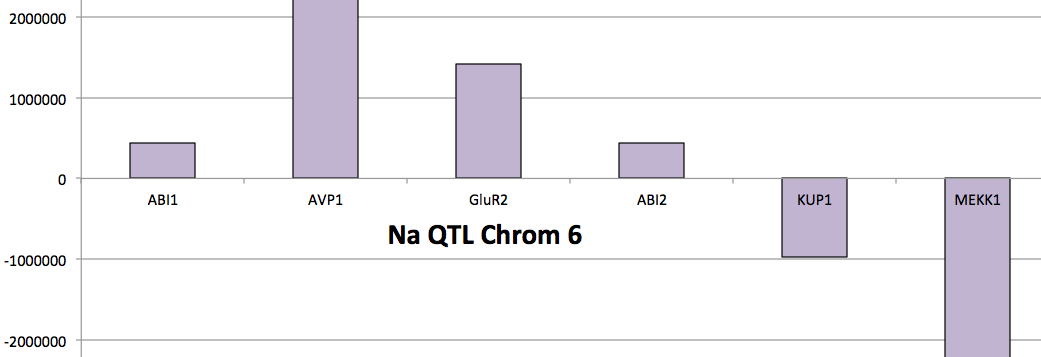 2000000
1000000
0
ABI1 AVP1 GluR2 ABI2 KUP1 MEKK1
Na QTL Chrom 6
-1000000
-2000000